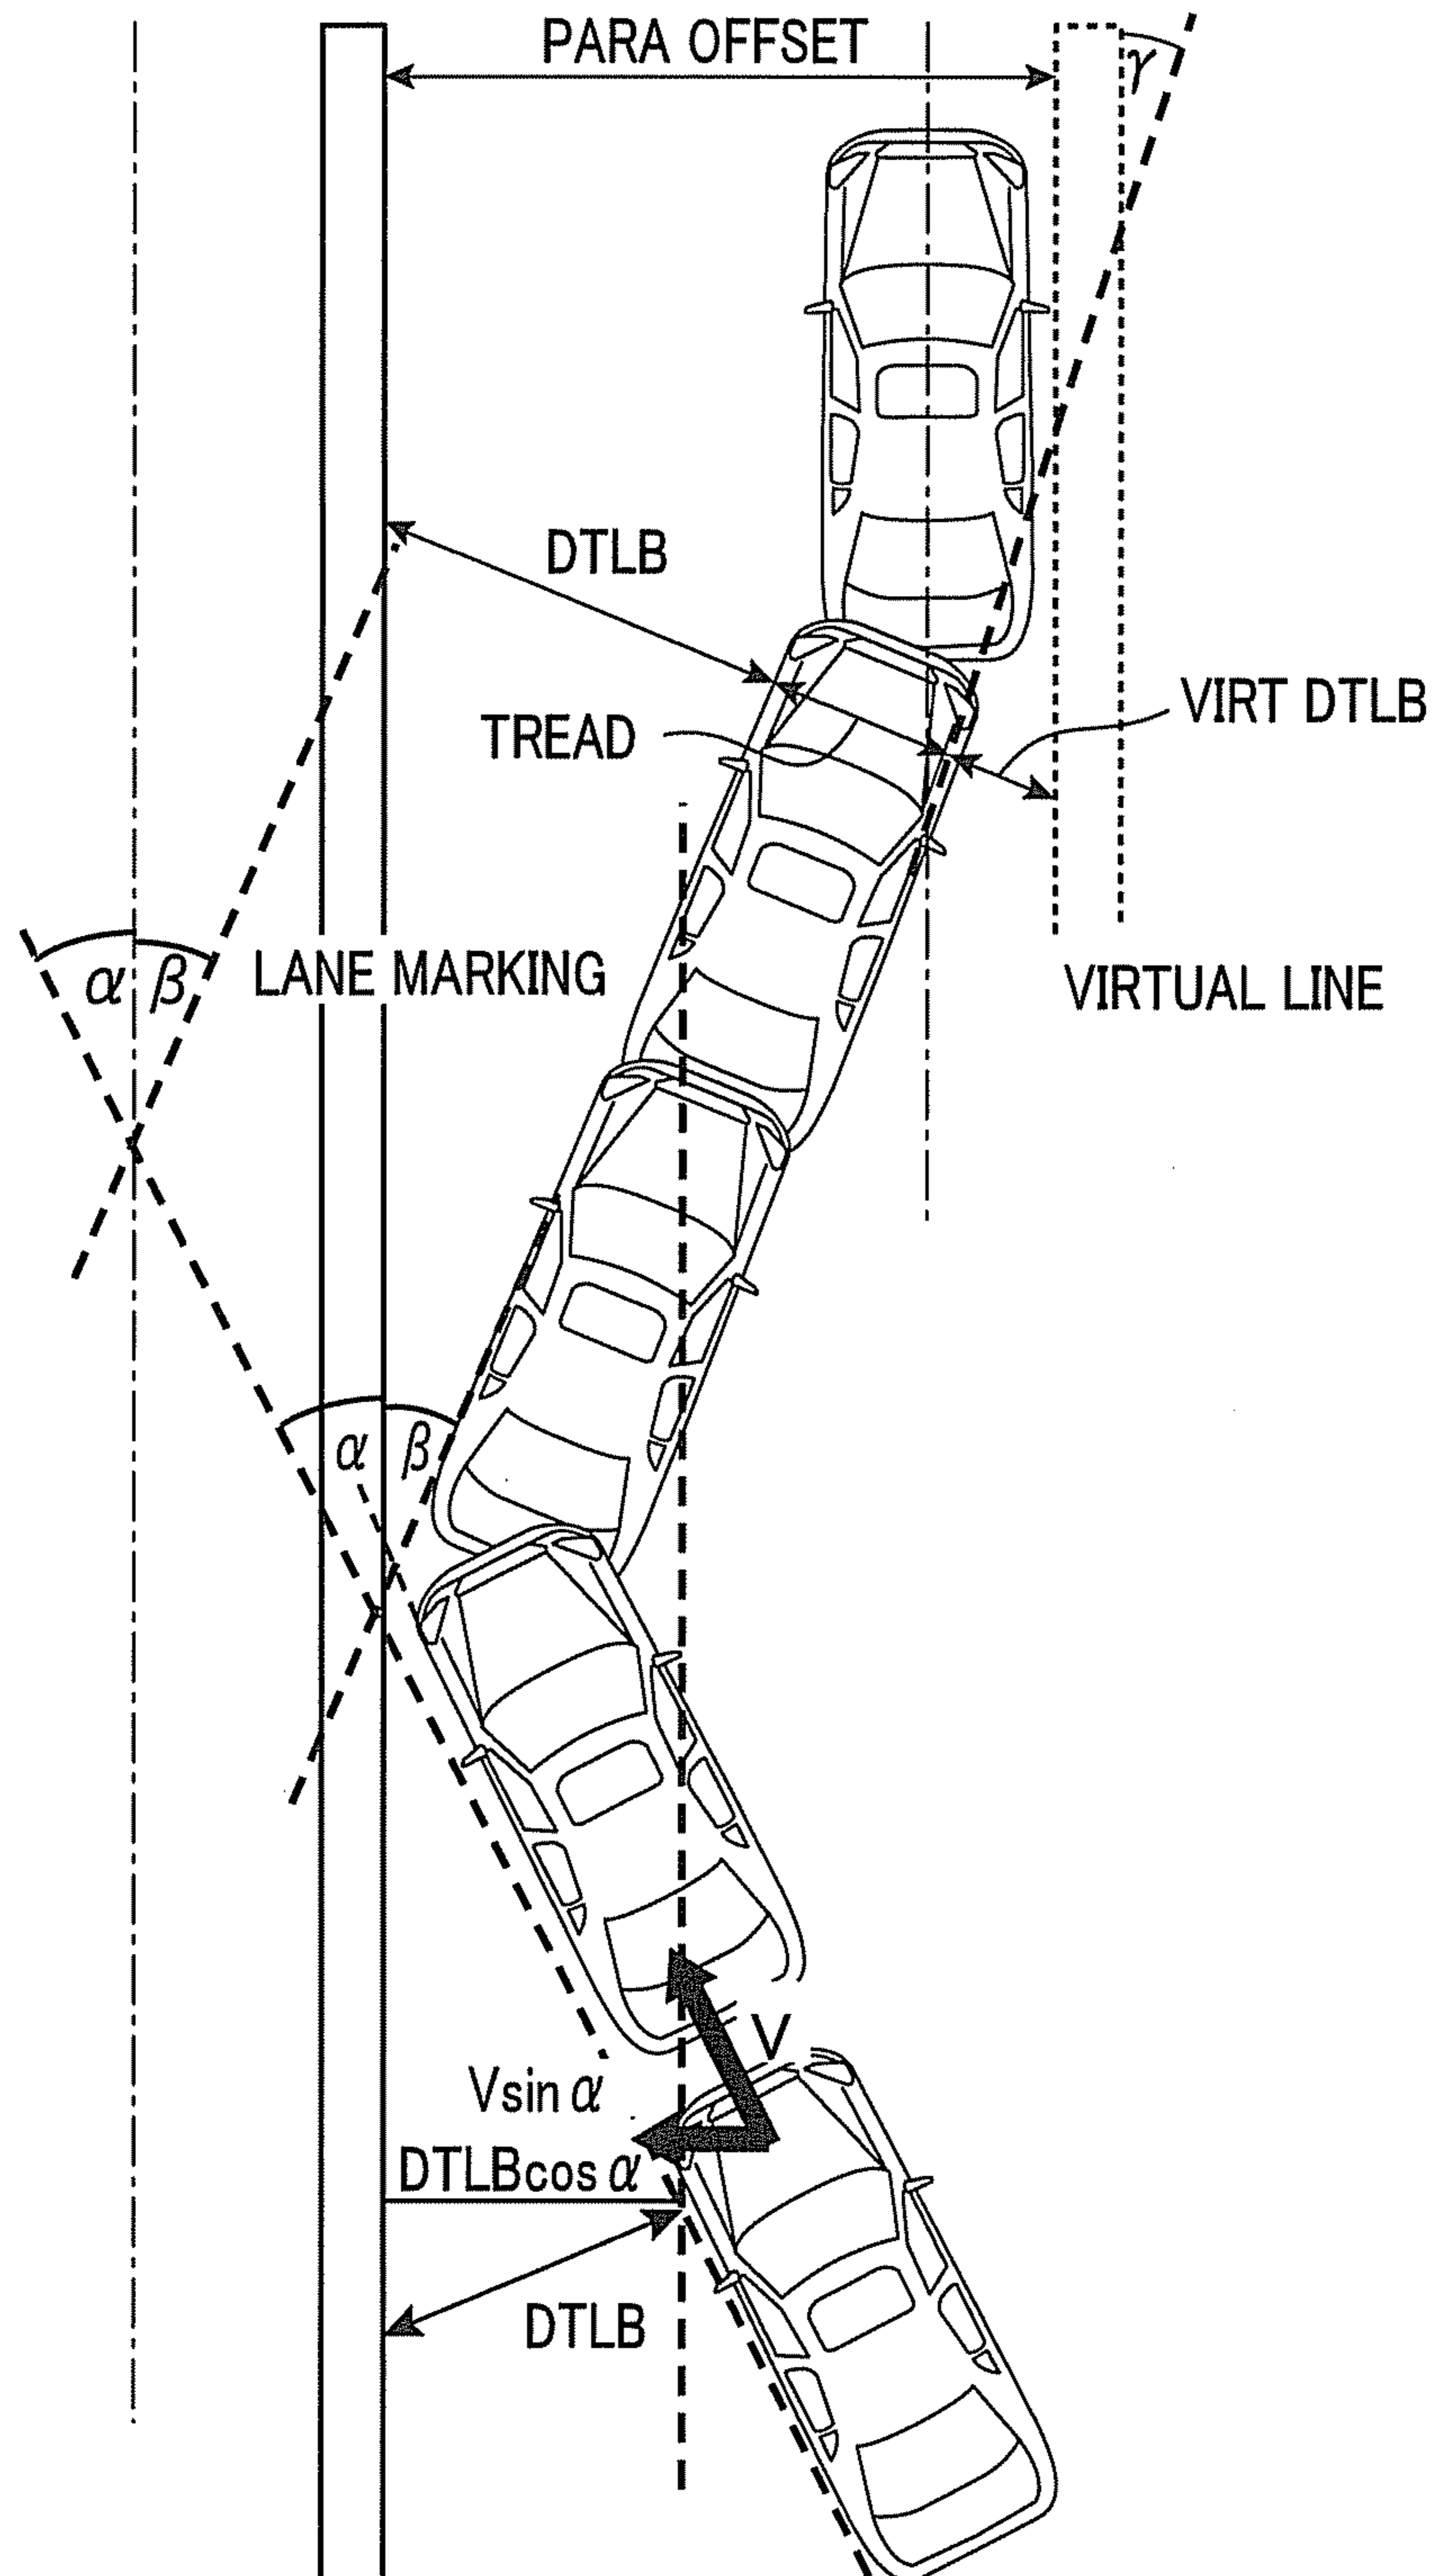 PARA OFFSET
γ
DTLB
VIRT DTLB
TREAD
α β
LANE MARKING
VIRTUAL LINE
α β
V
Vsin α
DTLBcos α
DTLB